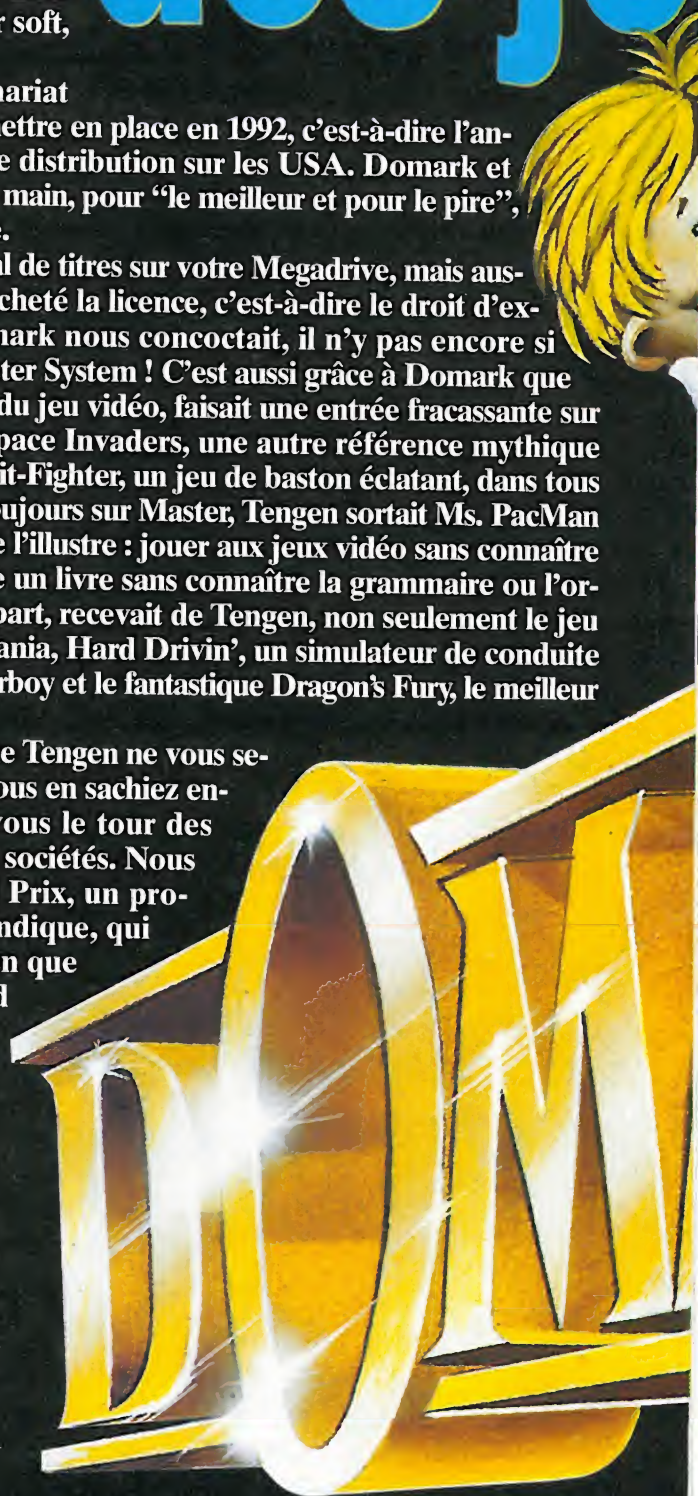 des jo
r soft,
nariat
nettre en place en 1992, c'est-à-dire l'an-
e distribution sur les USA. Domark et
main, pour “le meilleur et pour le pire”,
e.
al de titres sur votre Megadrive, mais aus-
cheté la licence, c'est-à-dire le droit d'ex-
nark nous concoctait, il n'y pas encore si
ter System ! C'est aussi grâce à Domark que
du jeu vidéo, faisait une entrée fracassante sur
pace Invaders, une autre référence mythique
it-Fighter, un jeu de baston éclatant, dans tous
oujours sur Master, Tengen sortait Ms. PacMan
e l'illustre : jouer aux jeux vidéo sans connaître
e un livre sans connaître la grammaire ou l'or-
part, recevait de Tengen, non seulement le jeu
ania, Hard Drivin', un simulateur de conduite
rboy et le fantastique Dragon's Fury, le meilleur
e Tengen ne vous se-
ous en sachiez en-
vous le tour des
sociétés. Nous
Prix, un pro-
ndique, qui
n que
d
DOM